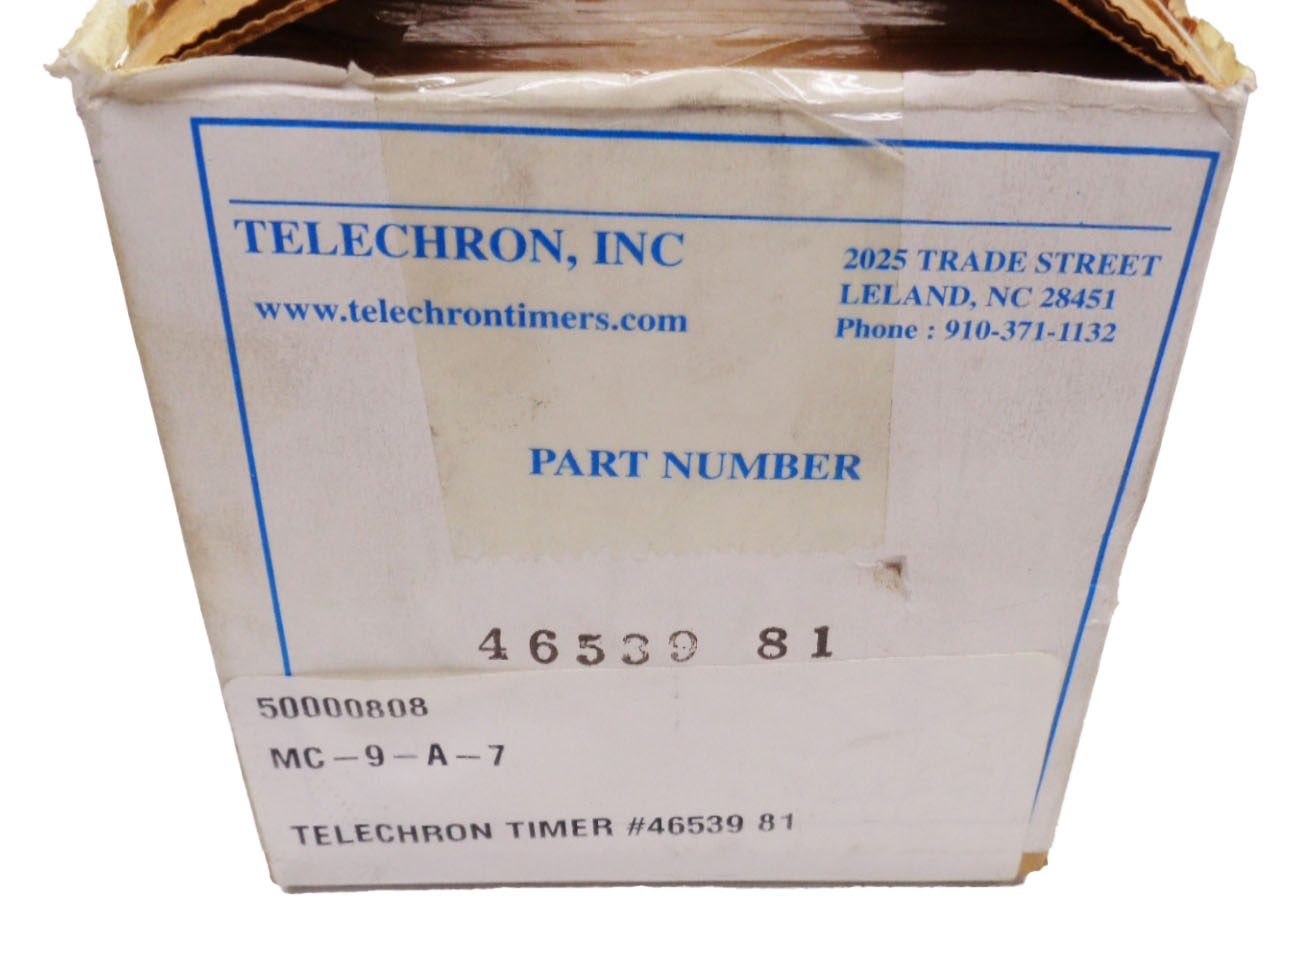 TELECHRON, INC
www.telechrontimers.com
2025 TRADE STREET
LELAND, NC 28451
Phone : 910-371-1132
PART NUMBER
46539 81
50000808
MC-9-A-7
TELECHRON TIMER #46539 81